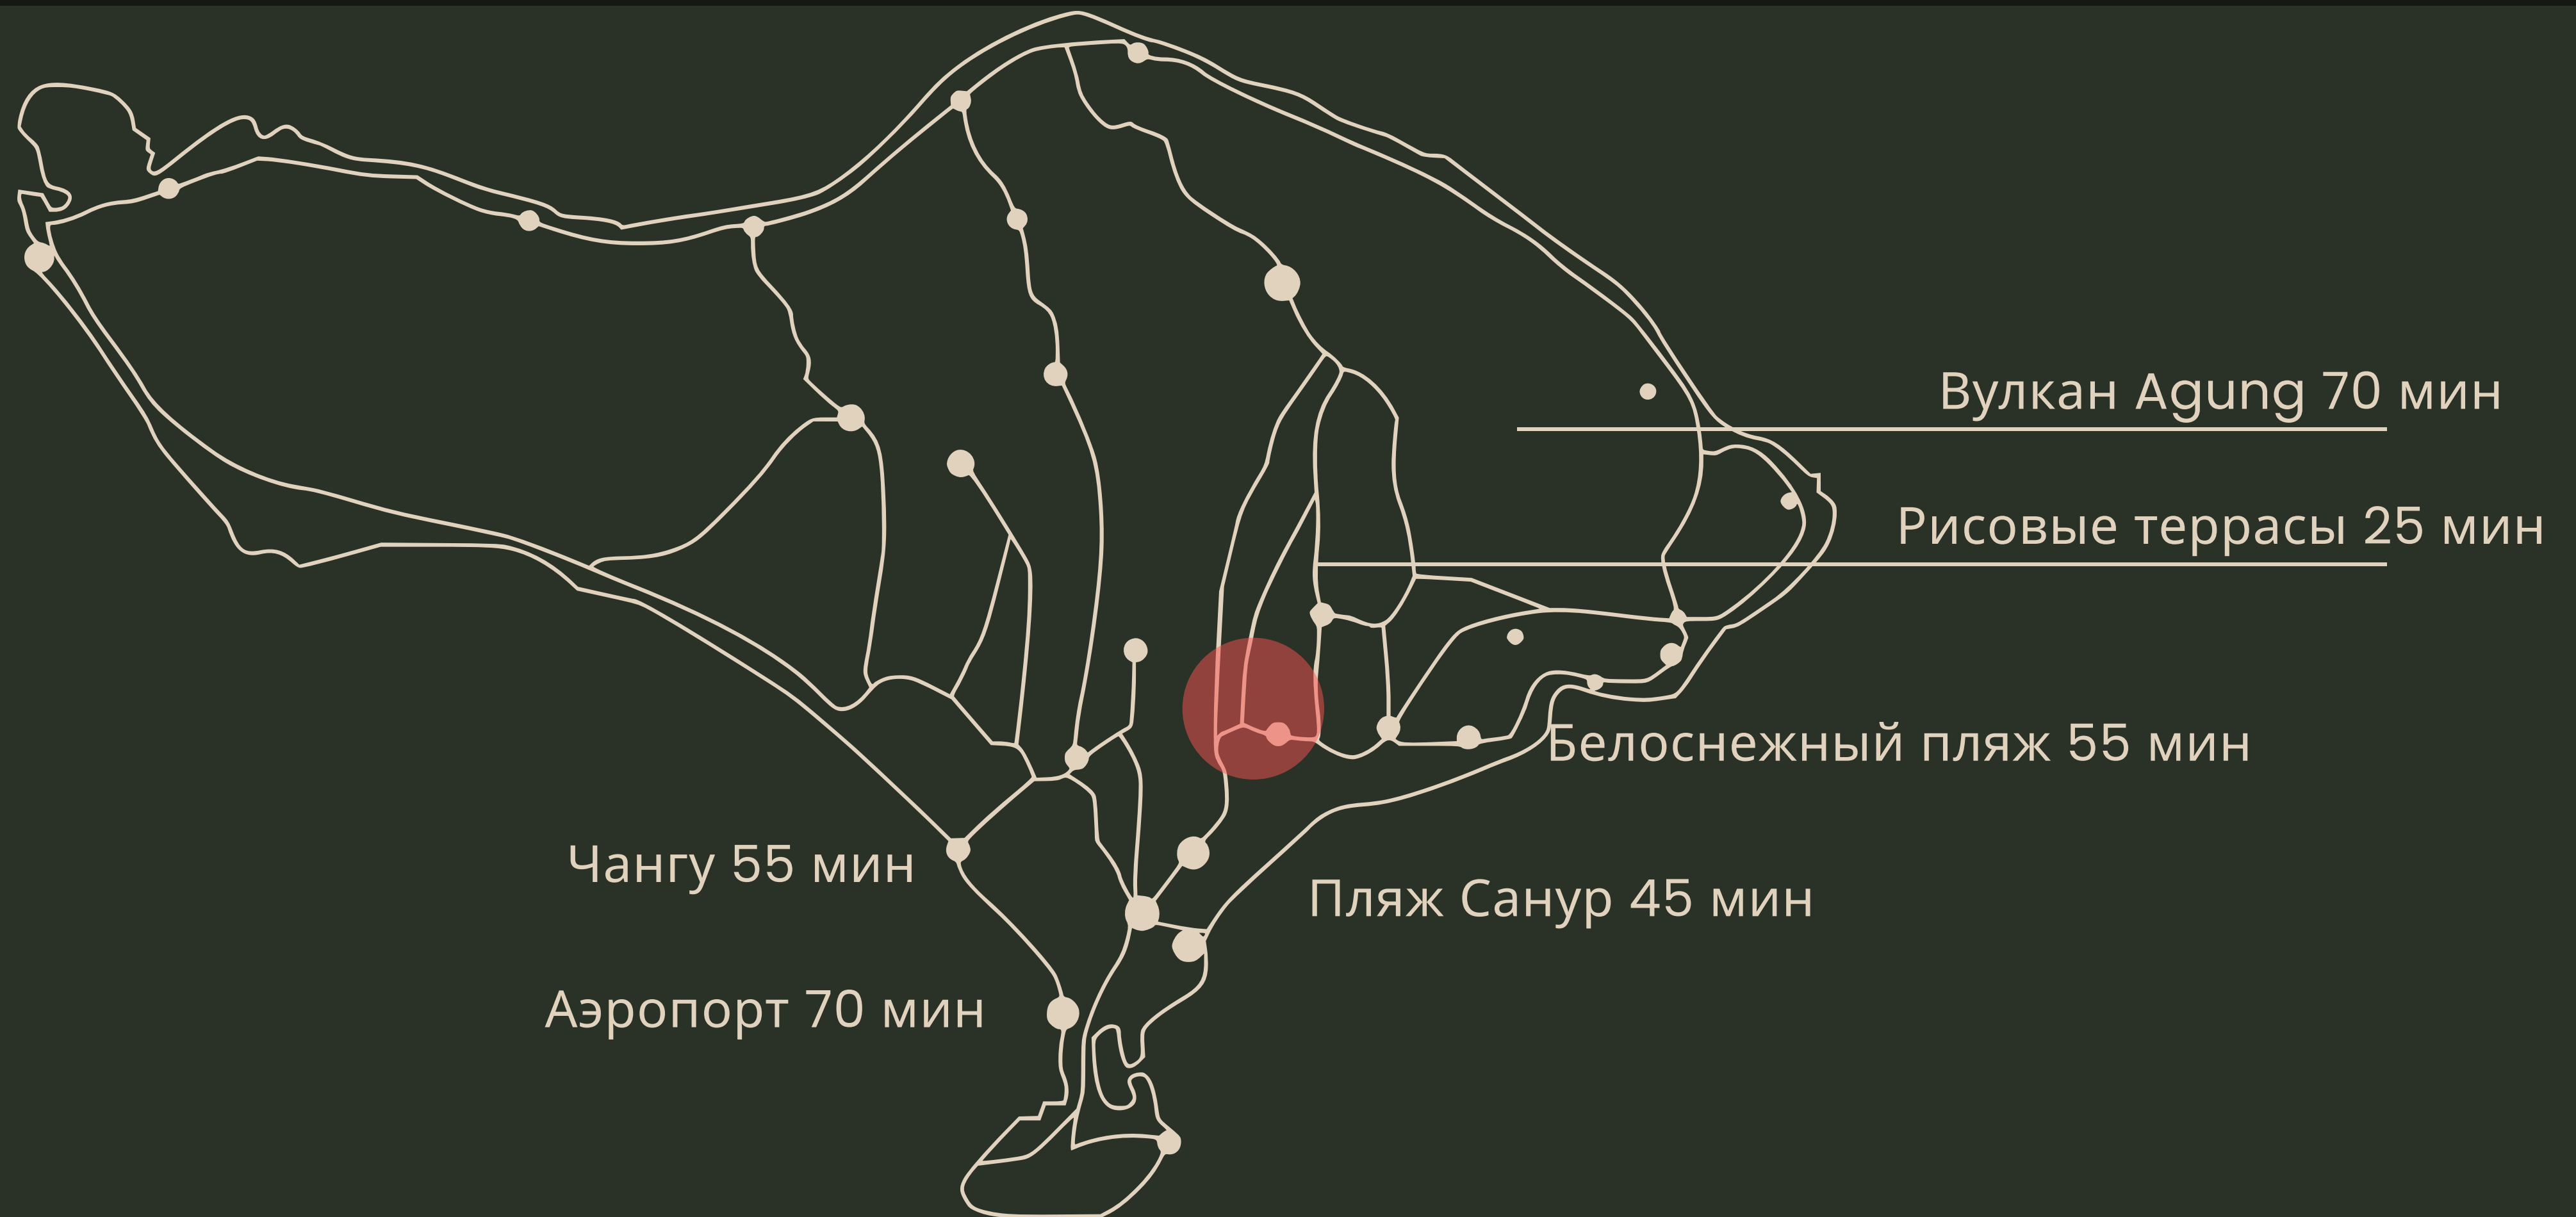 Вулкан Agung 70 мин
Рисовые террасы 25 мин
Белоснежный пляж 55 мин
Чангу 55 мин
Пляж Санур 45 мин
Аэропорт 70 мин